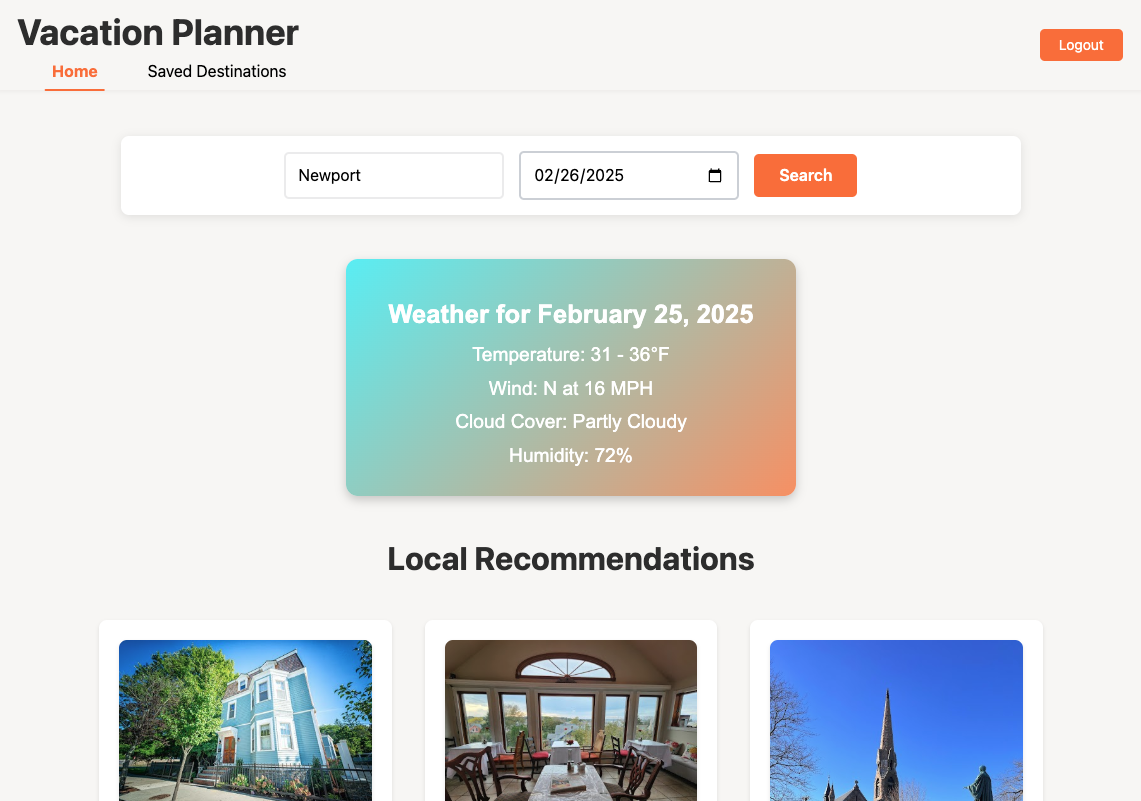 Vacation Planner
Logout
Home
Saved Destinations
Newport
02/26/2025
Search
Weather for February 25, 2025
Temperature: 31 - 36°F
Wind: N at 16 MPH
Cloud Cover: Partly Cloudy
Humidity: 72%
Local Recommendations